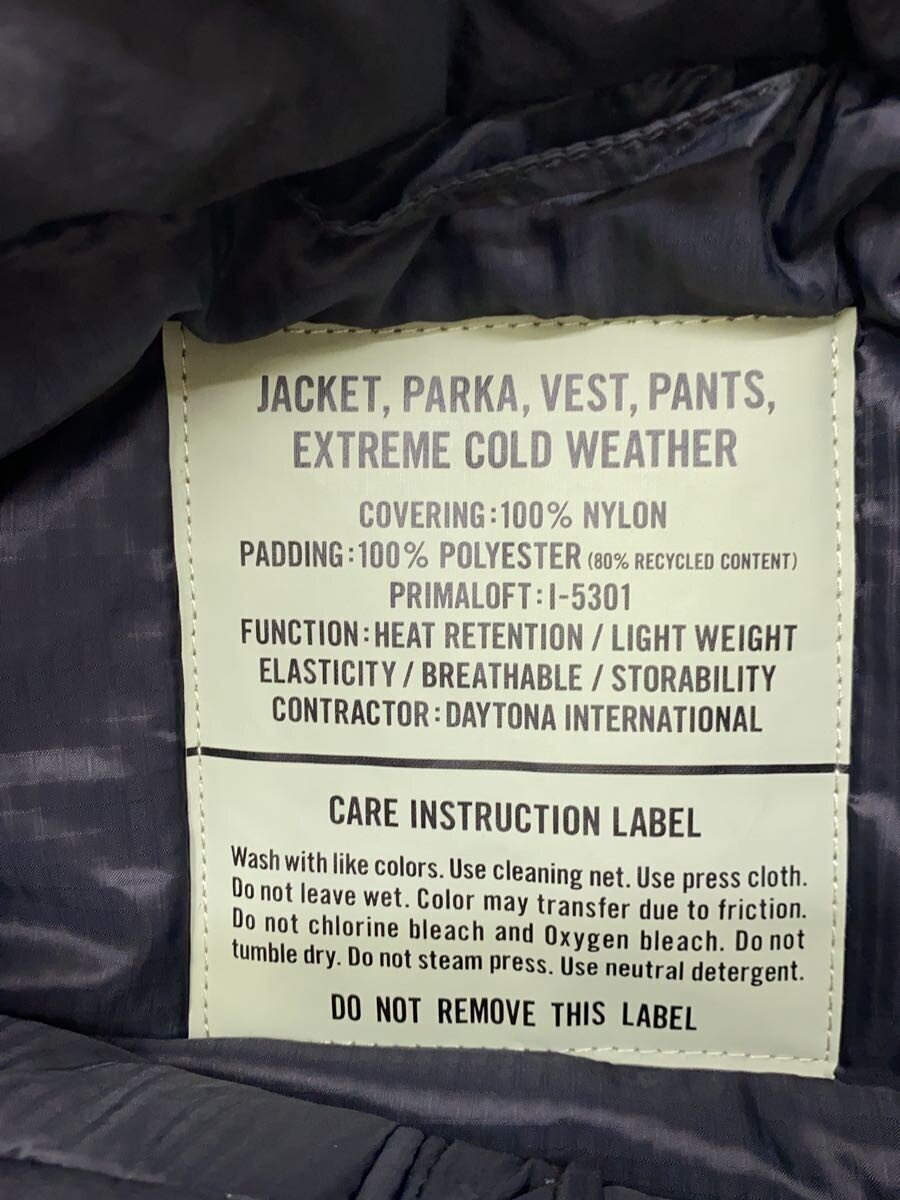 JACKET, PARKA, VEST, PANTS,
EXTREME COLD WEATHER
COVERING:100% NYLON
PADDING:100% POLYESTER (80% RECYCLED CONTENT)
PRIMALOFT:I-5301
FUNCTION:HEAT RETENTION / LIGHT WEIGHT
ELASTICITY / BREATHABLE / STORABILITY
CONTRACTOR:DAYTONA INTERNATIONAL
CARE INSTRUCTION LABEL
Wash with like colors. Use cleaning net. Use press cloth.
Do not leave wet. Color may transfer due to friction.
Do not chlorine bleach and Oxygen bleach. Do not
tumble dry. Do not steam press. Use neutral detergent.
DO NOT REMOVE THIS LABEL